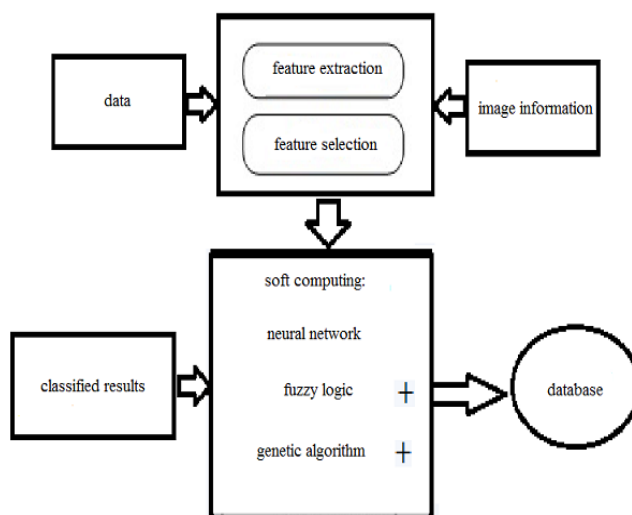 feature extraction
data
image information
feature selection
soft computing:
neural network
classified results
fuzzy logic +
database
genetic algorithm +